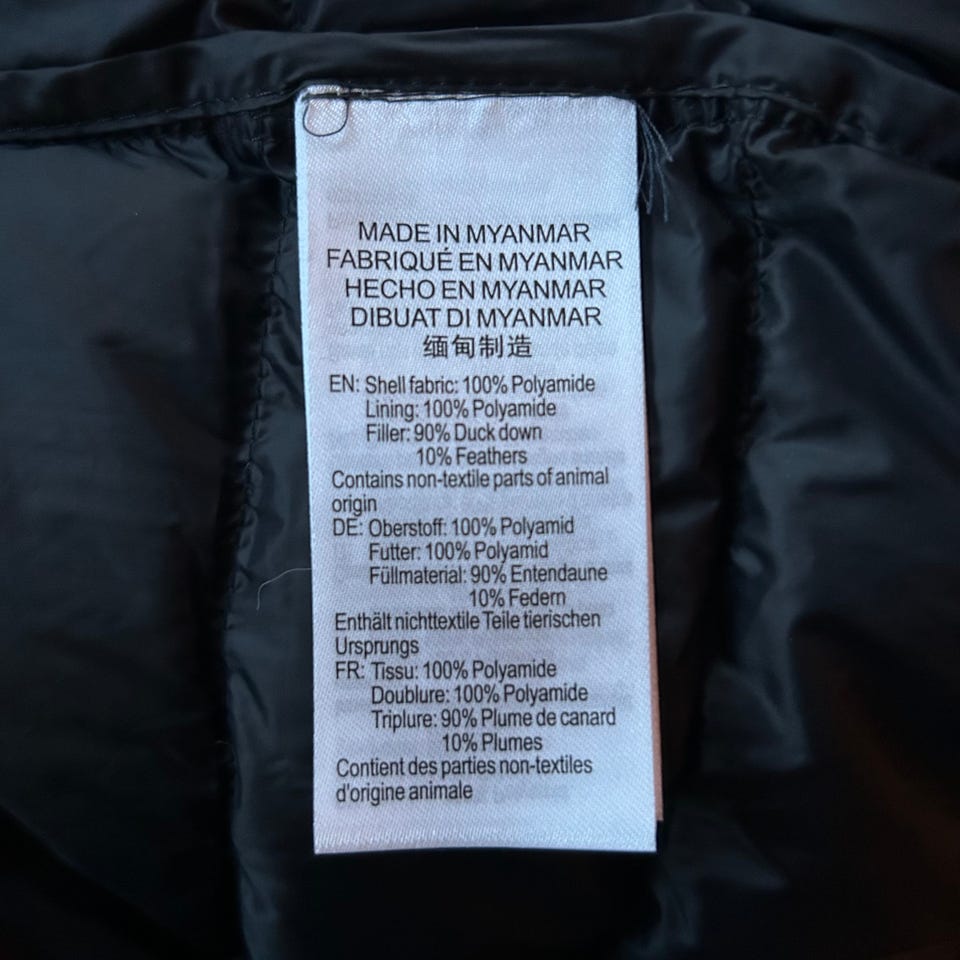 MADE IN MYANMAR
FABRIQUÉ EN MYANMAR
HECHO EN MYANMAR
DIBUAT DI MYANMAR
缅甸制造
EN: Shell fabric: 100% Polyamide
Lining: 100% Polyamide
Filler: 90% Duck down
10% Feathers
Contains non-textile parts of animal
origin
DE: Oberstoff: 100% Polyamid
Futter: 100% Polyamid
Füllmaterial: 90% Entendaune
10% Federn
Enthält nichttextile Teile tierischen
Ursprungs
FR: Tissu: 100% Polyamide
Doublure: 100% Polyamide
Triplure: 90% Plume de canard
10% Plumes
Contient des parties non-textiles
d'origine animale